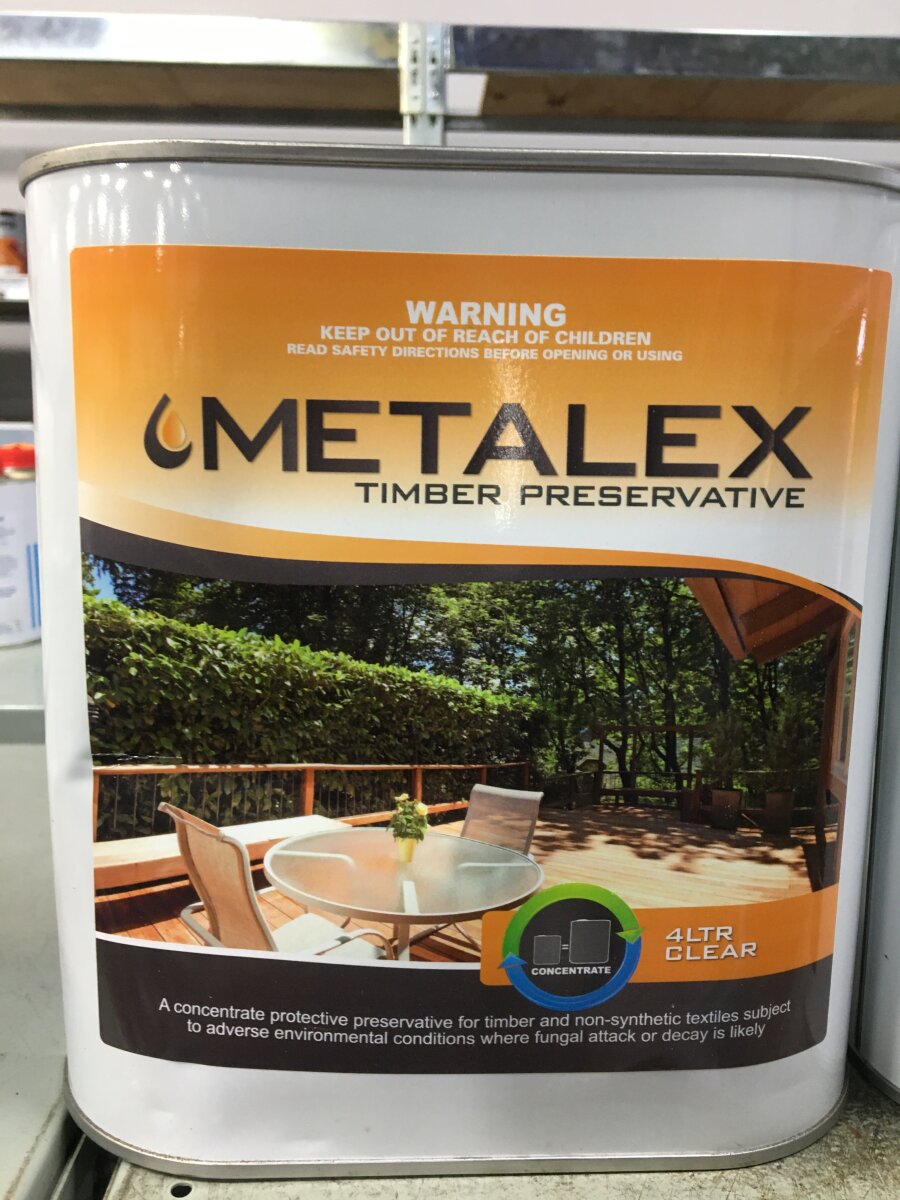 WARNING
KEEP OUT OF REACH OF CHILDREN
READ SAFETY DIRECTIONS BEFORE OPENING OR USING
METALEX
TIMBER PRESERVATIVE
4LTR
CLEAR
CONCENTRATE
A concentrate protective preservative for timber and non-synthetic textiles subject
to adverse environmental conditions where fungal attack or decay is likely